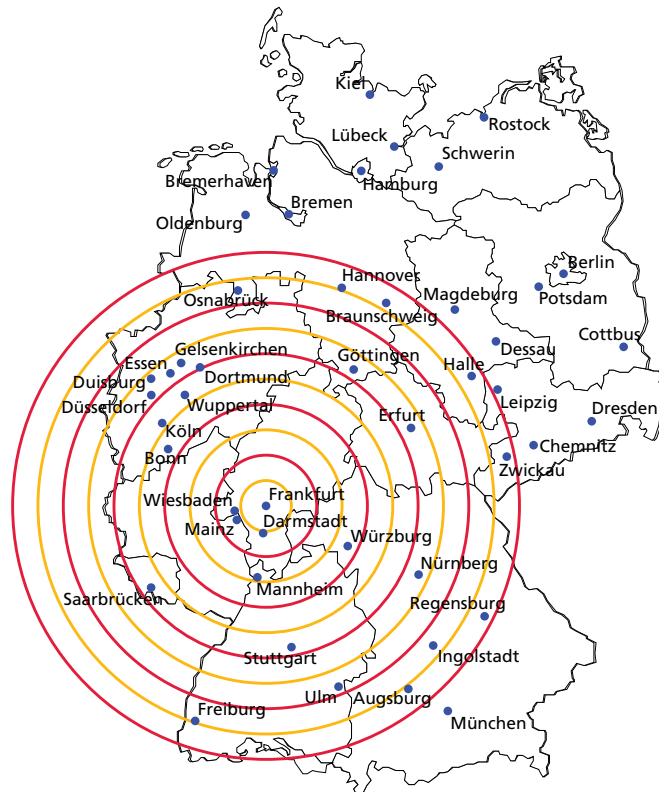 Kiel
Rostock
Lübeck
Schwerin
Bremerhaven
Hamburg
Bremen
Oldenburg
Berlin
Hannover
Osnabrück
Potsdam
Magdeburg
Braunschweig
Cottbus
Dessau
Gelsenkirchen
Göttingen
Essen
Halle
Duisburg
Dortmund
Düsseldorf
Wuppertal
Leipzig
Erfurt
Dresden
Köln
Chemnitz
Bonn
Zwickau
Frankfurt
Wiesbaden
Mainz
Darmstadt
Würzburg
Nürnberg
Mannheim
Saarbrücken
Regensburg
Stuttgart
Ingolstadt
Ulm
Augsburg
Freiburg
München